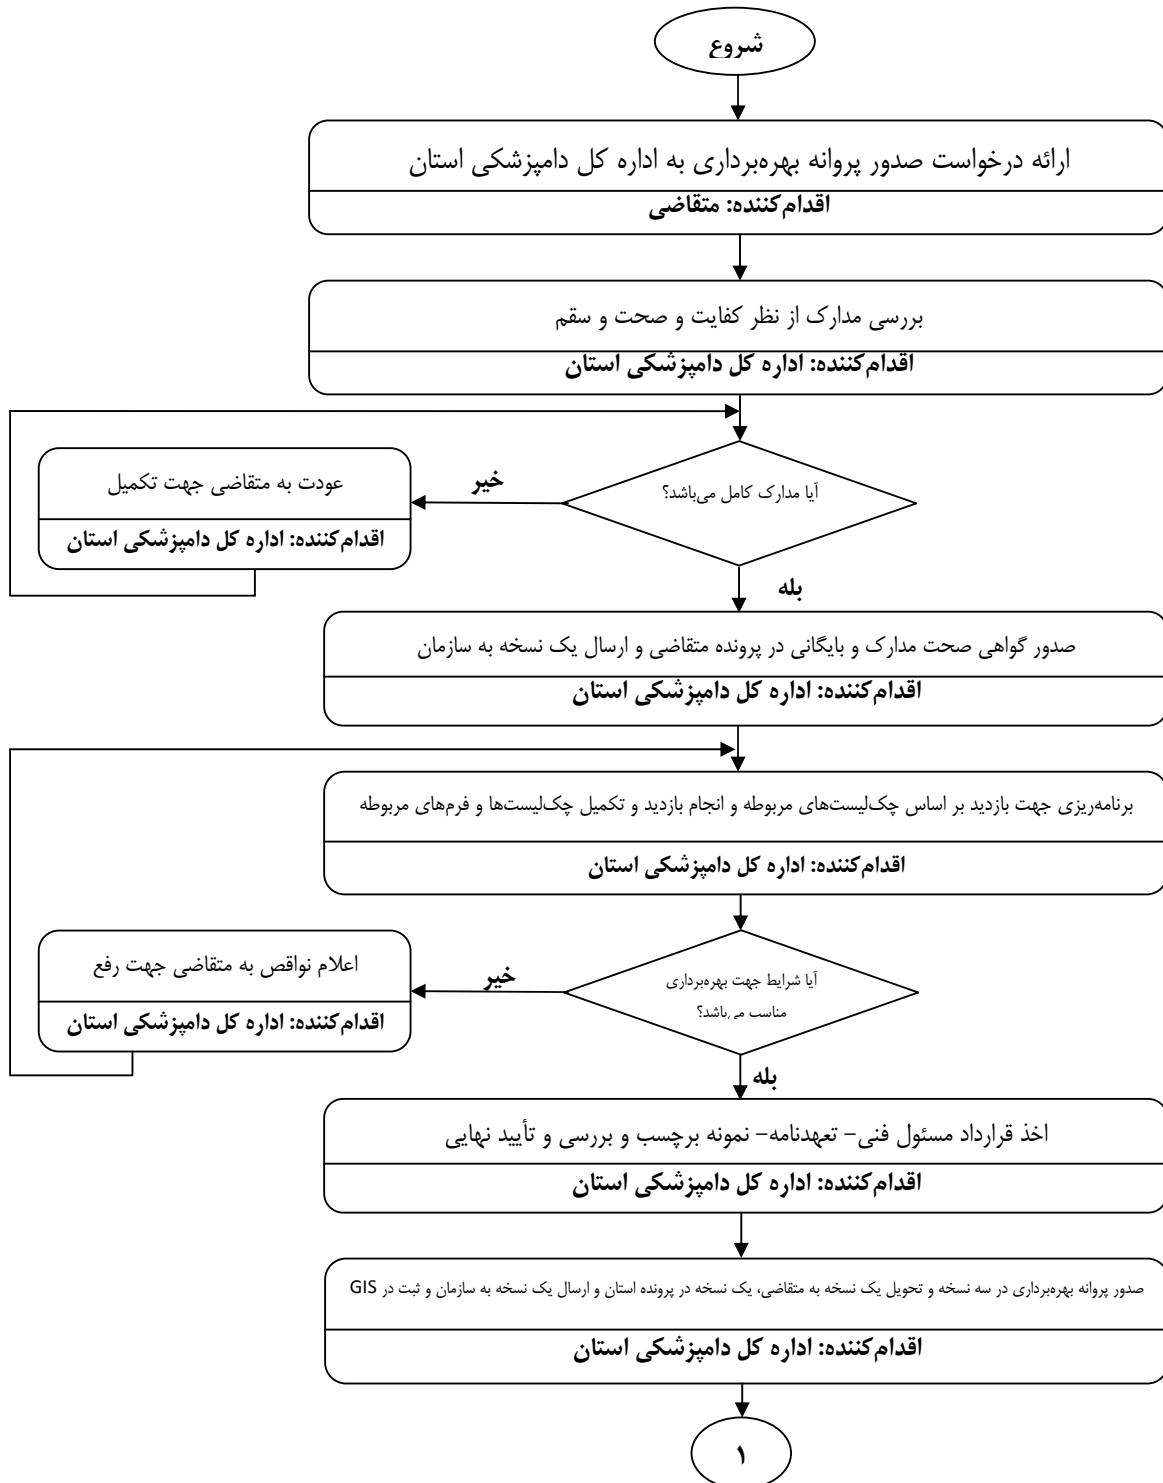 شروع
ارائه درخواست صدور پروانه بهره‌برداری به اداره کل دامپزشکی استان
اقدام‌کننده: متقاضی
بررسی مدارک از نظر کفایت و صحت و سقم
اقدام‌کننده: اداره کل دامپزشکی استان
آیا مدارک کامل می‌باشد؟
خیر
عودت به متقاضی جهت تکمیل
اقدام‌کننده: اداره کل دامپزشکی استان
بله
صدور گواهی صحت مدارک و بایگانی در پرونده متقاضی و ارسال یک نسخه به سازمان
اقدام‌کننده: اداره کل دامپزشکی استان
برنامه‌ریزی جهت بازدید بر اساس چک‌لیست‌های مربوطه و انجام بازدید و تکمیل چک‌لیست‌ها و فرم‌های مربوطه
اقدام‌کننده: اداره کل دامپزشکی استان
آیا شرایط جهت بهره‌برداری
مناسب می‌باشد؟
خیر
اعلام نواقص به متقاضی جهت رفع
اقدام‌کننده: اداره کل دامپزشکی استان
بله
اخذ قرارداد مسئول فنی– تعهدنامه– نمونه برچسب و بررسی و تأیید نهایی
اقدام‌کننده: اداره کل دامپزشکی استان
صدور پروانه بهره‌برداری در سه نسخه و تحویل یک نسخه به متقاضی، یک نسخه در پرونده استان و ارسال یک نسخه به سازمان و ثبت در GIS
اقدام‌کننده: اداره کل دامپزشکی استان
۱